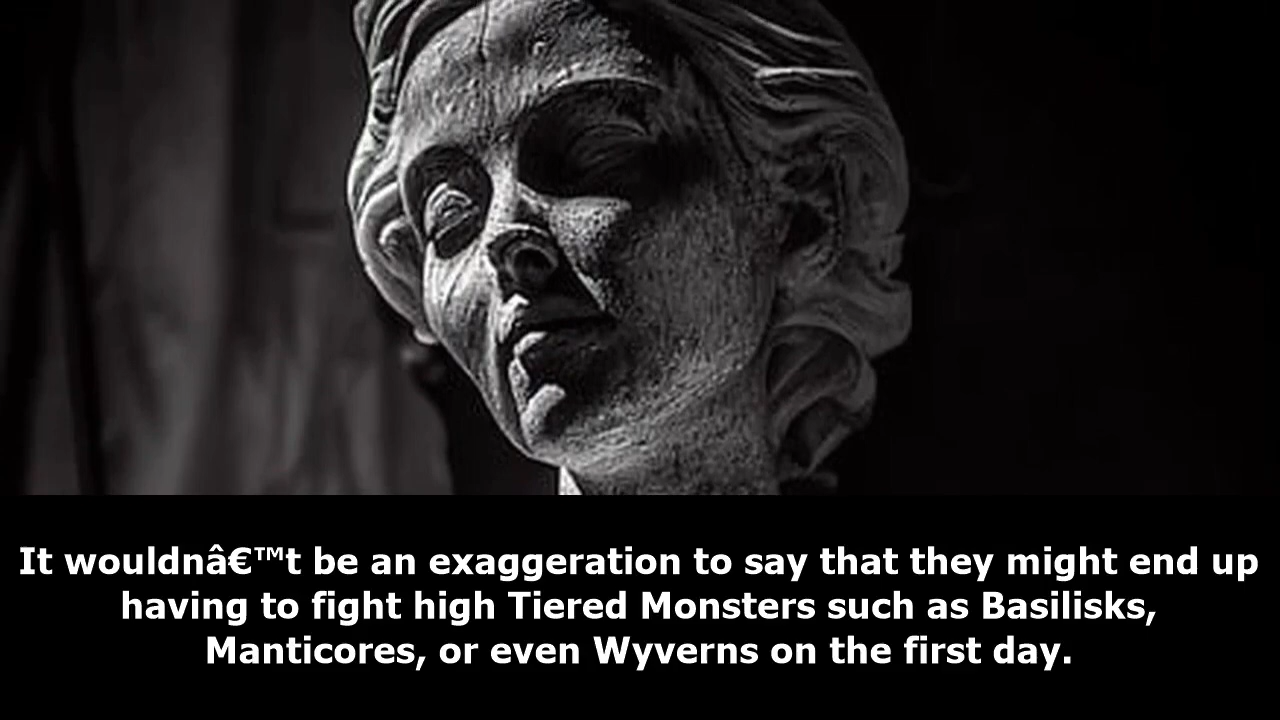 It wouldnâ€™t be an exaggeration to say that they might end up
having to fight high Tiered Monsters such as Basilisks,
Manticores, or even Wyverns on the first day.